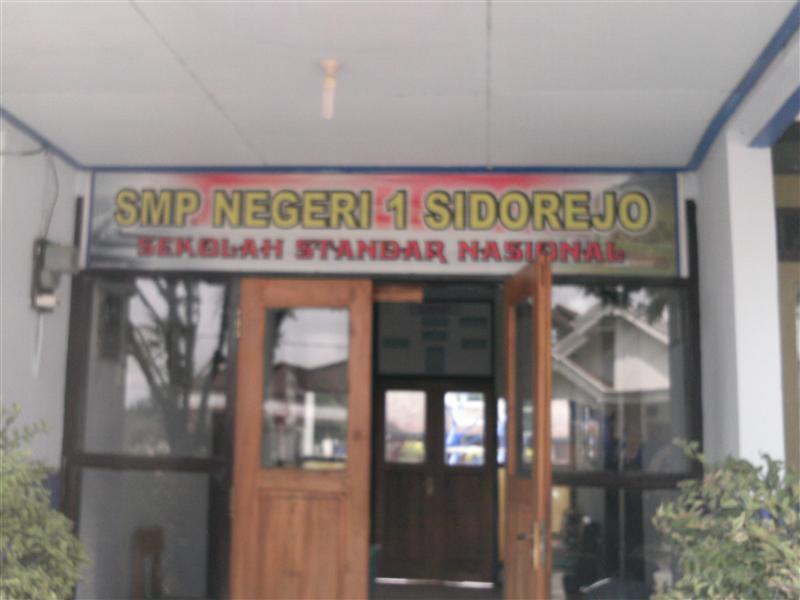 SMP NEGERI 1 SIDOREJO
SEKOLAH STANDAR NASIONAL